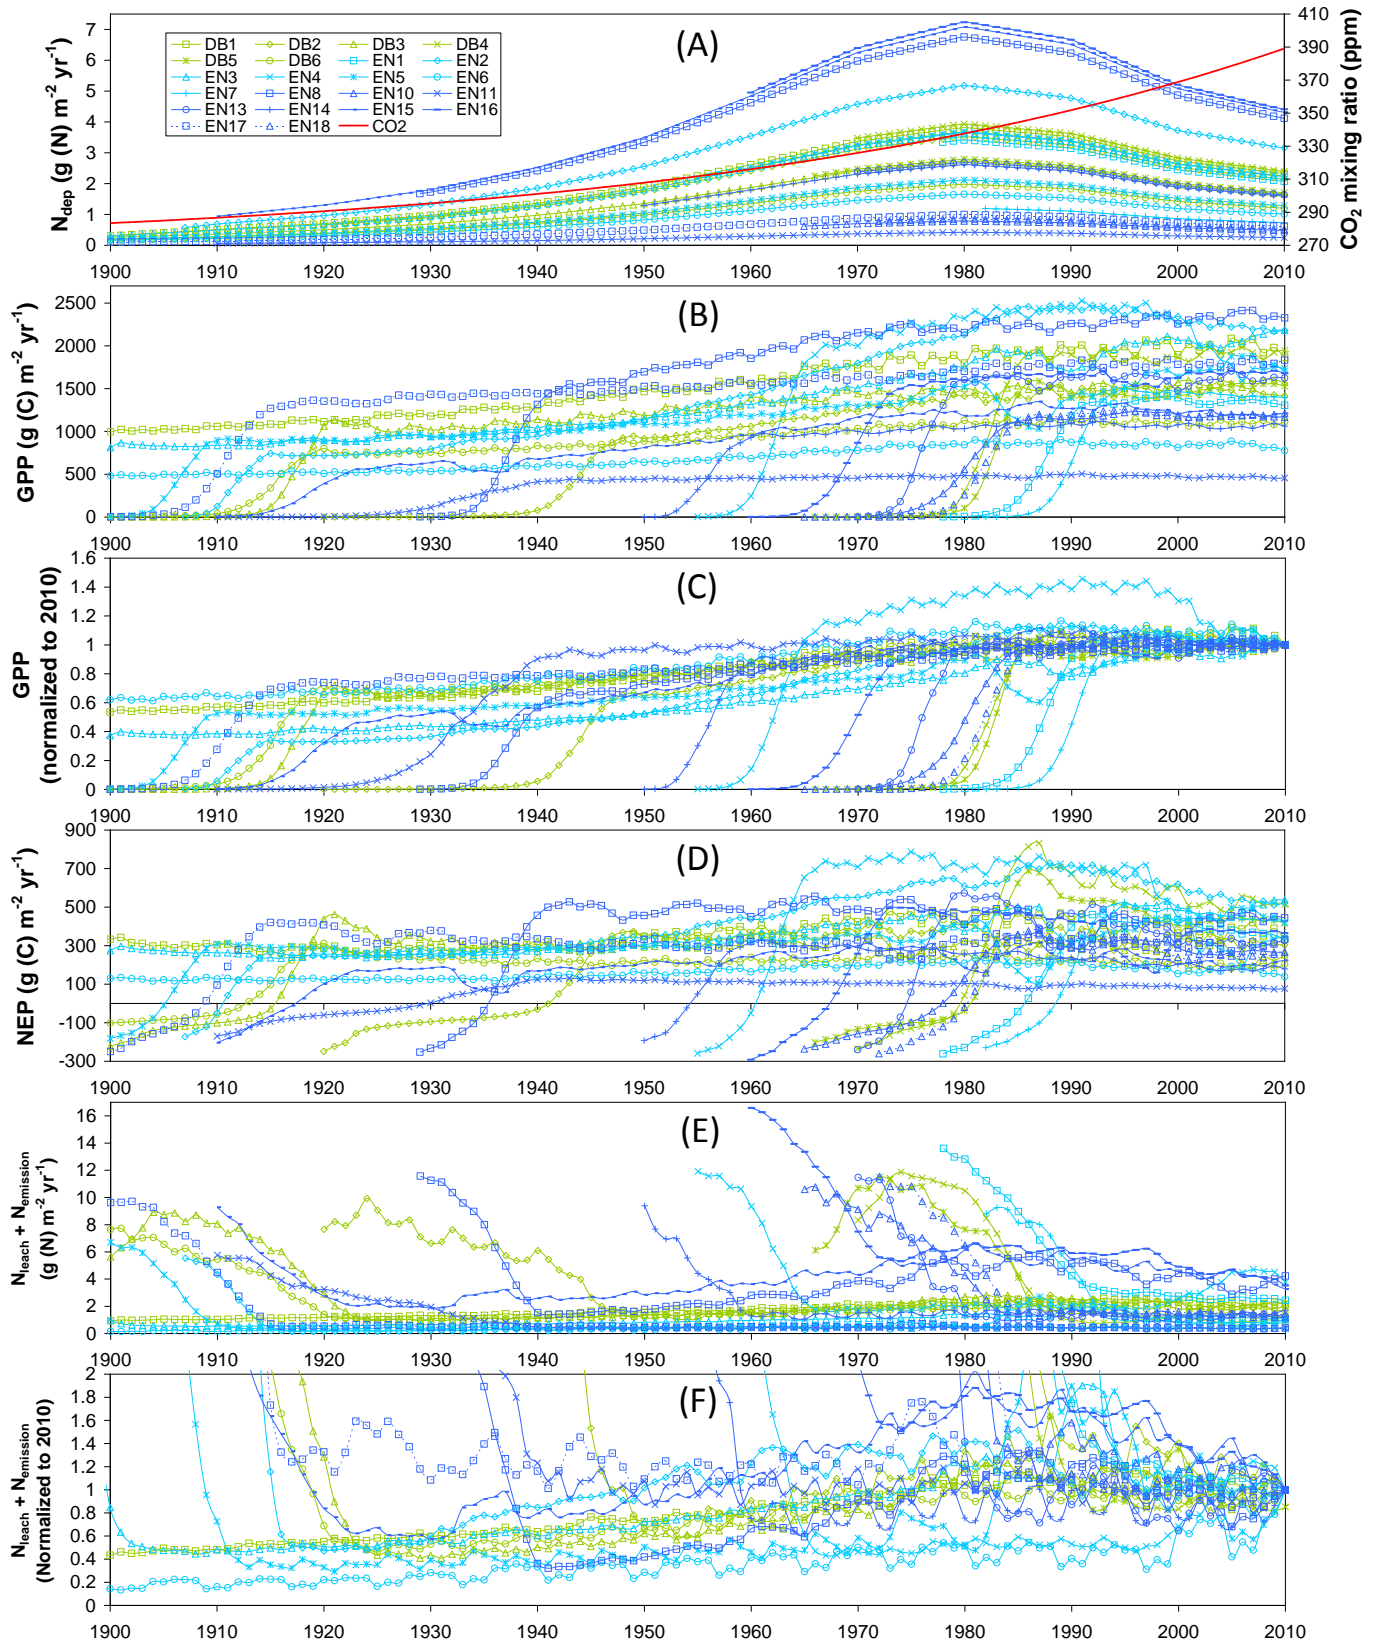 (A)
N_dep (g (N) m⁻² yr⁻¹)
7
6
5
4
3
2
1
0
DB1 DB2 DB3 DB4
DB5 DB6 EN1 EN2
EN3 EN4 EN5 EN6
EN7 EN8 EN10 EN11
EN13 EN14 EN15 EN16
EN17 EN18 CO2
410
390
370
350
330
310
290
270
CO₂ mixing ratio (ppm)
1900 1910 1920 1930 1940 1950 1960 1970 1980 1990 2000 2010
(B)
GPP (g (C) m⁻² yr⁻¹)
2500
2000
1500
1000
500
0
1900 1910 1920 1930 1940 1950 1960 1970 1980 1990 2000 2010
(C)
GPP
(normalized to 2010)
1.6
1.4
1.2
1
0.8
0.6
0.4
0.2
0
1900 1910 1920 1930 1940 1950 1960 1970 1980 1990 2000 2010
(D)
NEP (g (C) m⁻² yr⁻¹)
900
700
500
300
100
-100
-300
1900 1910 1920 1930 1940 1950 1960 1970 1980 1990 2000 2010
(E)
N_leach + N_emission
(g (N) m⁻² yr⁻¹)
16
14
12
10
8
6
4
2
0
1900 1910 1920 1930 1940 1950 1960 1970 1980 1990 2000 2010
(F)
N_leach + N_emission
(Normalized to 2010)
2
1.8
1.6
1.4
1.2
1
0.8
0.6
0.4
0.2
0
1900 1910 1920 1930 1940 1950 1960 1970 1980 1990 2000 2010